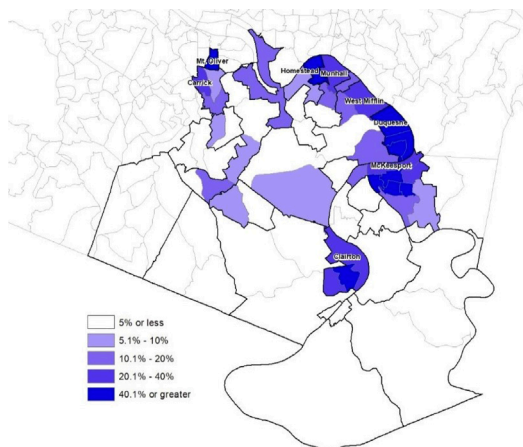 Mt. Oliver
Carrick
Homestead
Munhall
West Mifflin
Duquesne
McKeesport
Clairton
5% or less
5.1% - 10%
10.1% - 20%
20.1% - 40%
40.1% or greater